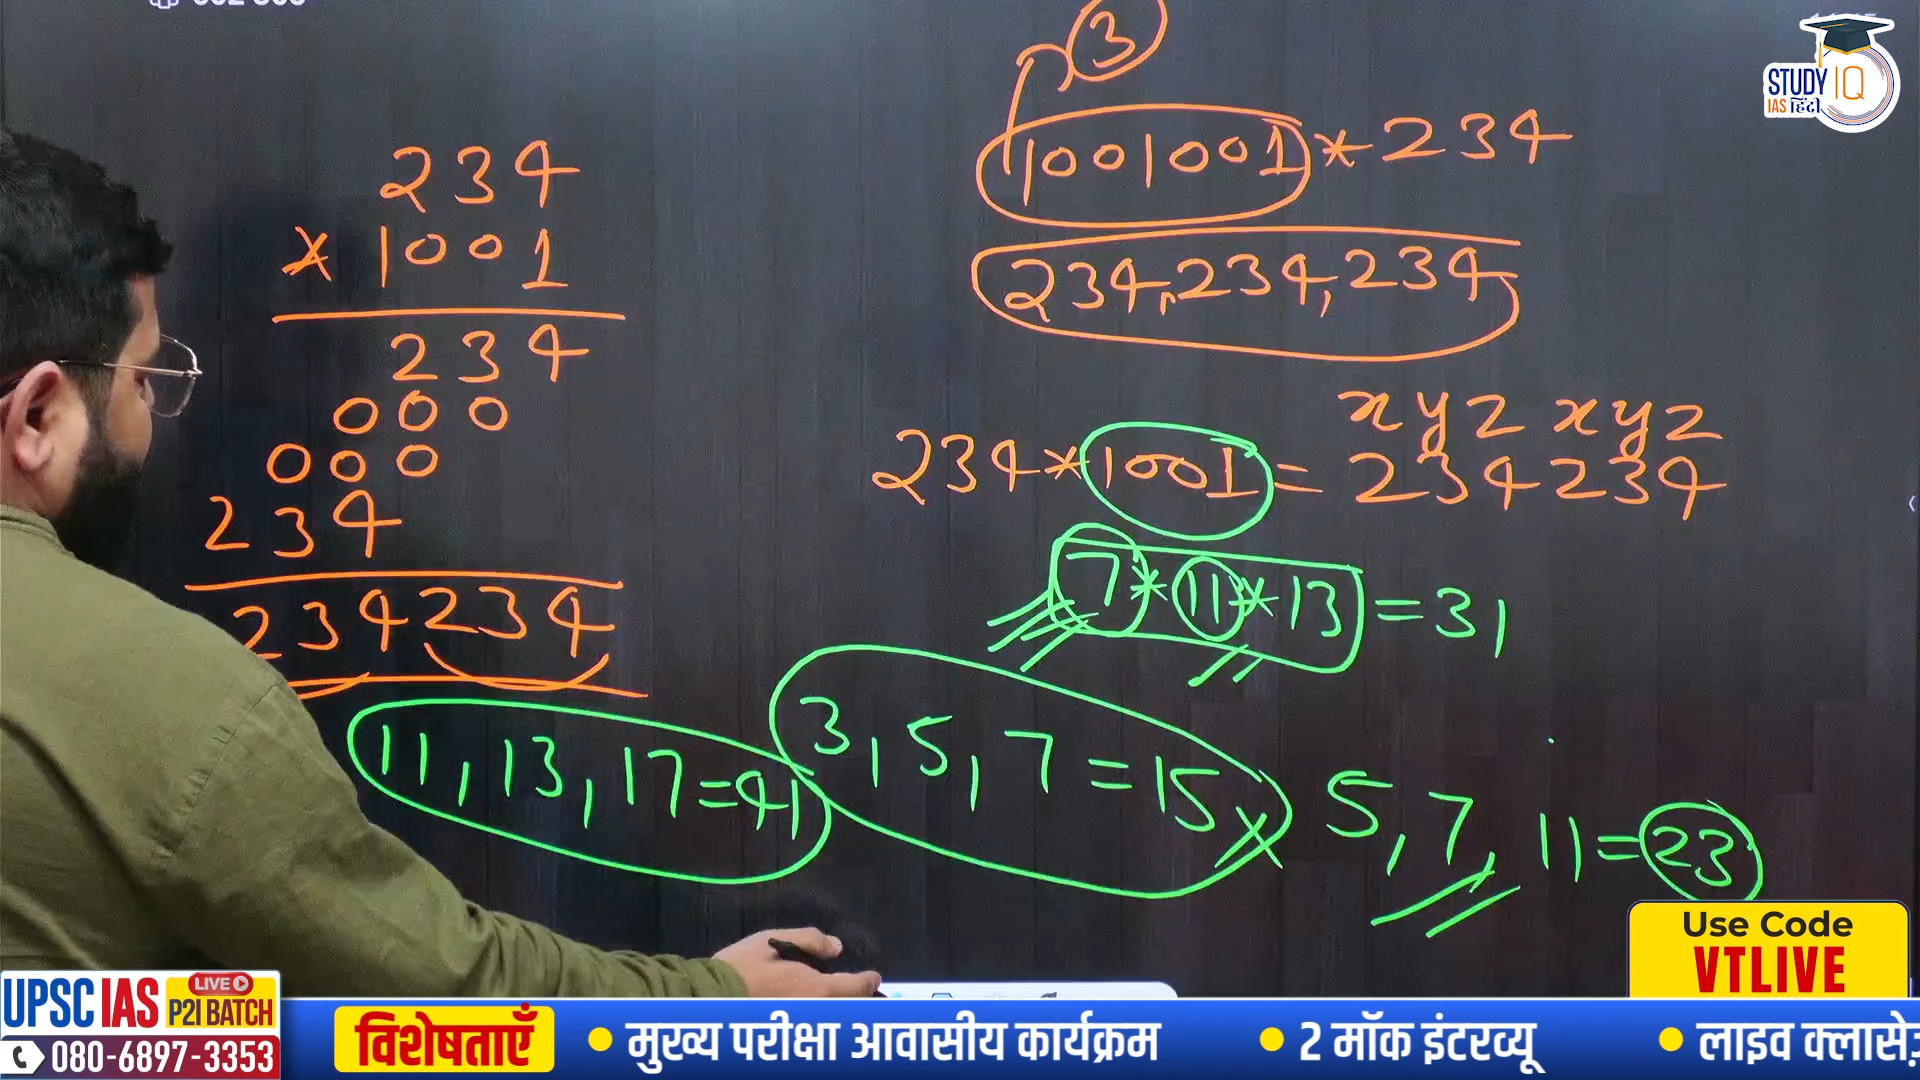 3
1001001*234
234,234,234
234
*1001
234
000
000
234
234234
xyz xyz
234*1001= 234234
7*11*13=31
11,13,17=41
3,5,7=15
5,7,11=23
STUDY IQ
IAS हिंदी
Use Code
VTLIVE
UPSC IAS
LIVE
P2I BATCH
080-6897-3353
विशेषताएँ
मुख्य परीक्षा आवासीय कार्यक्रम
2 मॉक इंटरव्यू
लाइव क्लासेज़